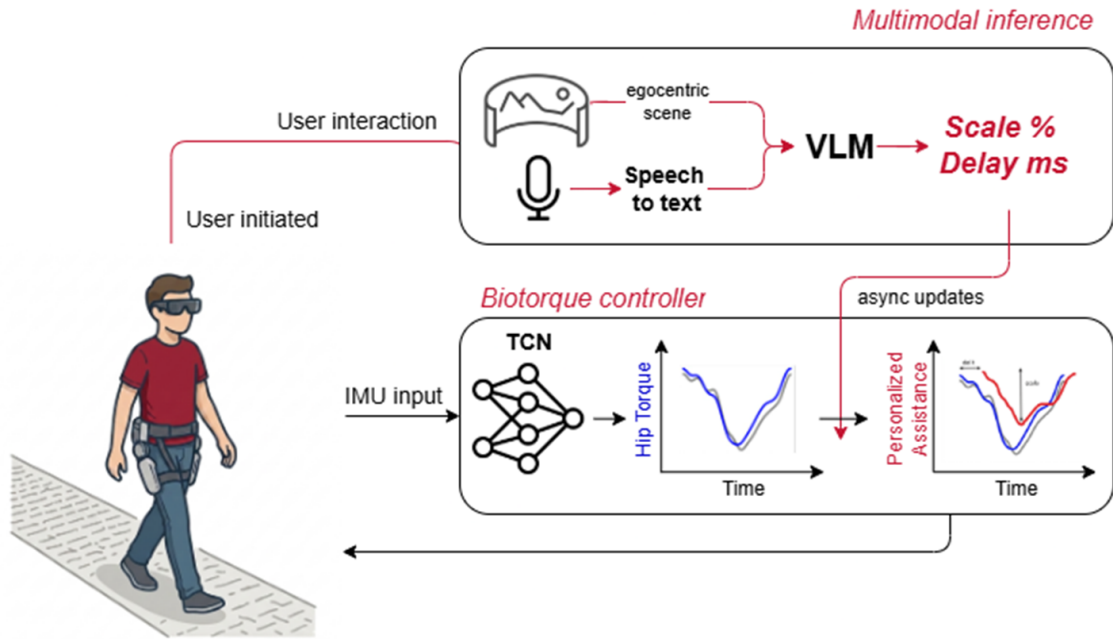 Multimodal inference
egocentric
scene
User interaction
VLM
Scale %
Delay ms
Speech
to text
User initiated
Biotorque controller
async updates
TCN
IMU input
Hip Torque
Time
Personalized
Assistance
Time